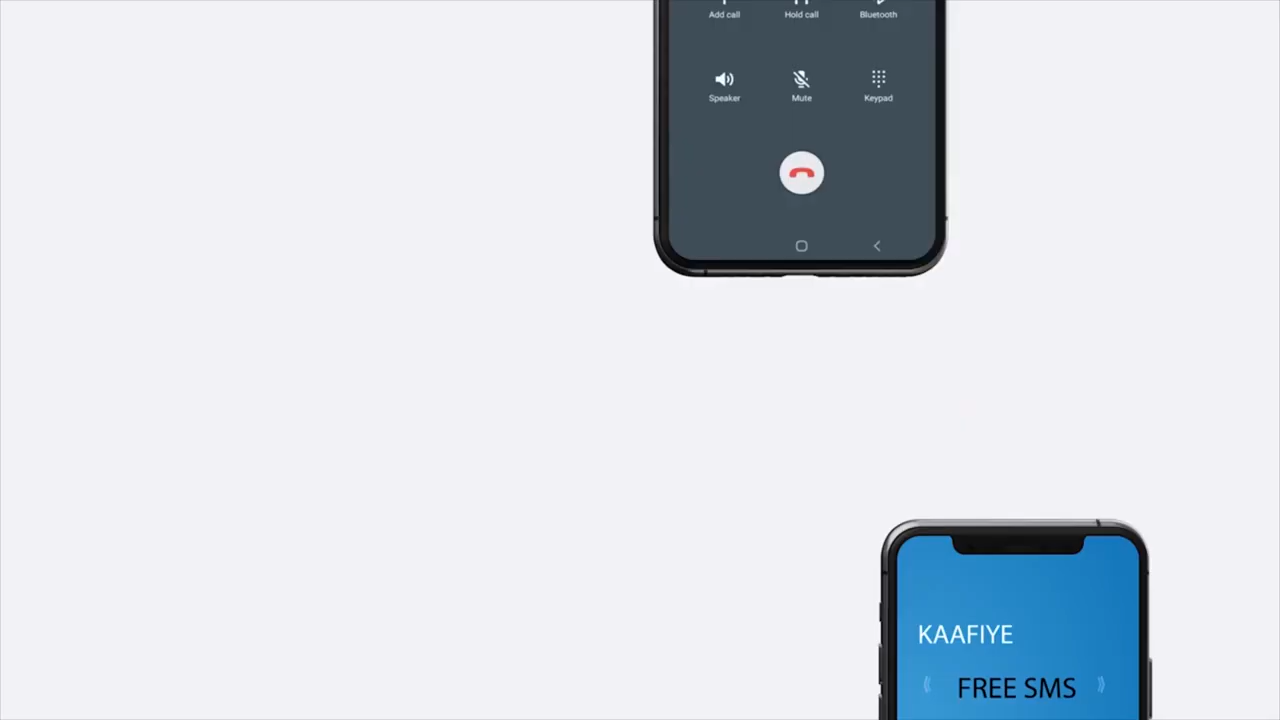 Add call Hold call Bluetooth
Speaker Mute Keypad
KAAFIYE
FREE SMS